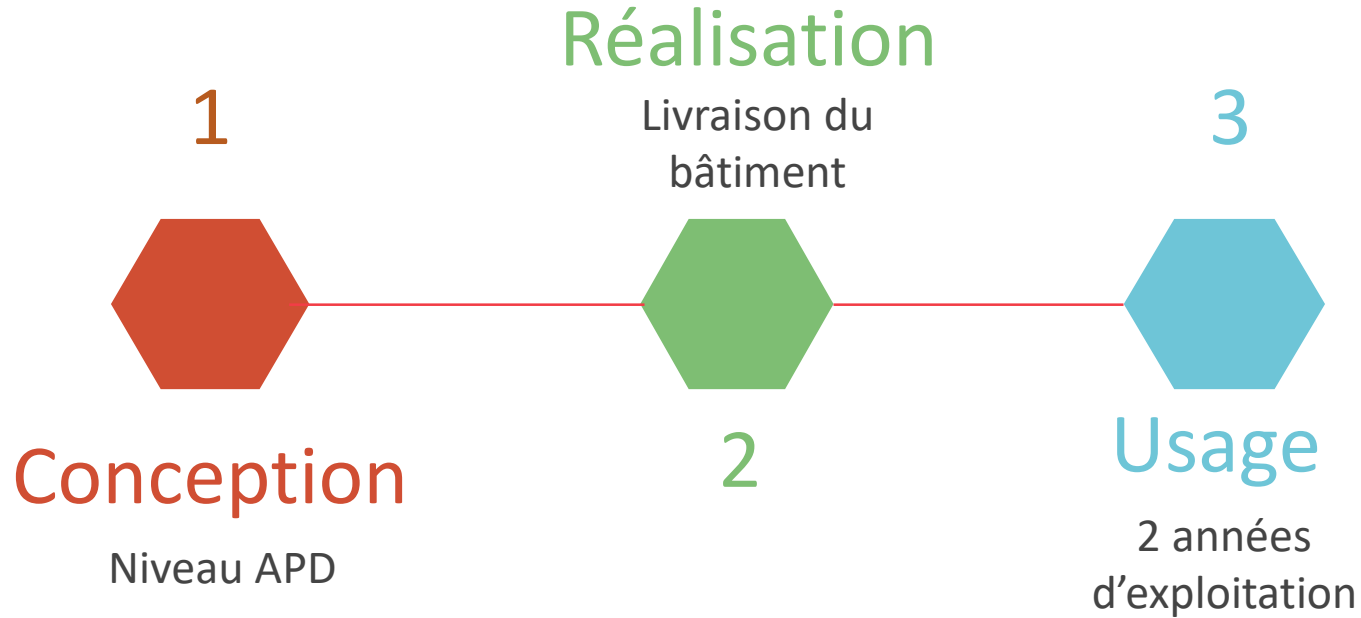 1
Conception
Niveau APD
Réalisation
Livraison du
bâtiment
2
3
Usage
2 années
d’exploitation